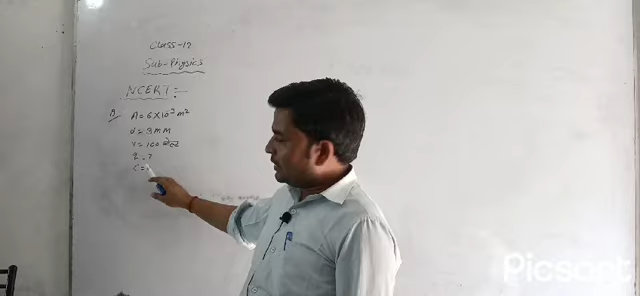 Class-12
Sub-Physics
NCERT:-
A = 6×10⁻³ m²
d = 3mm
V = 100
q = ?
C =
Picsart